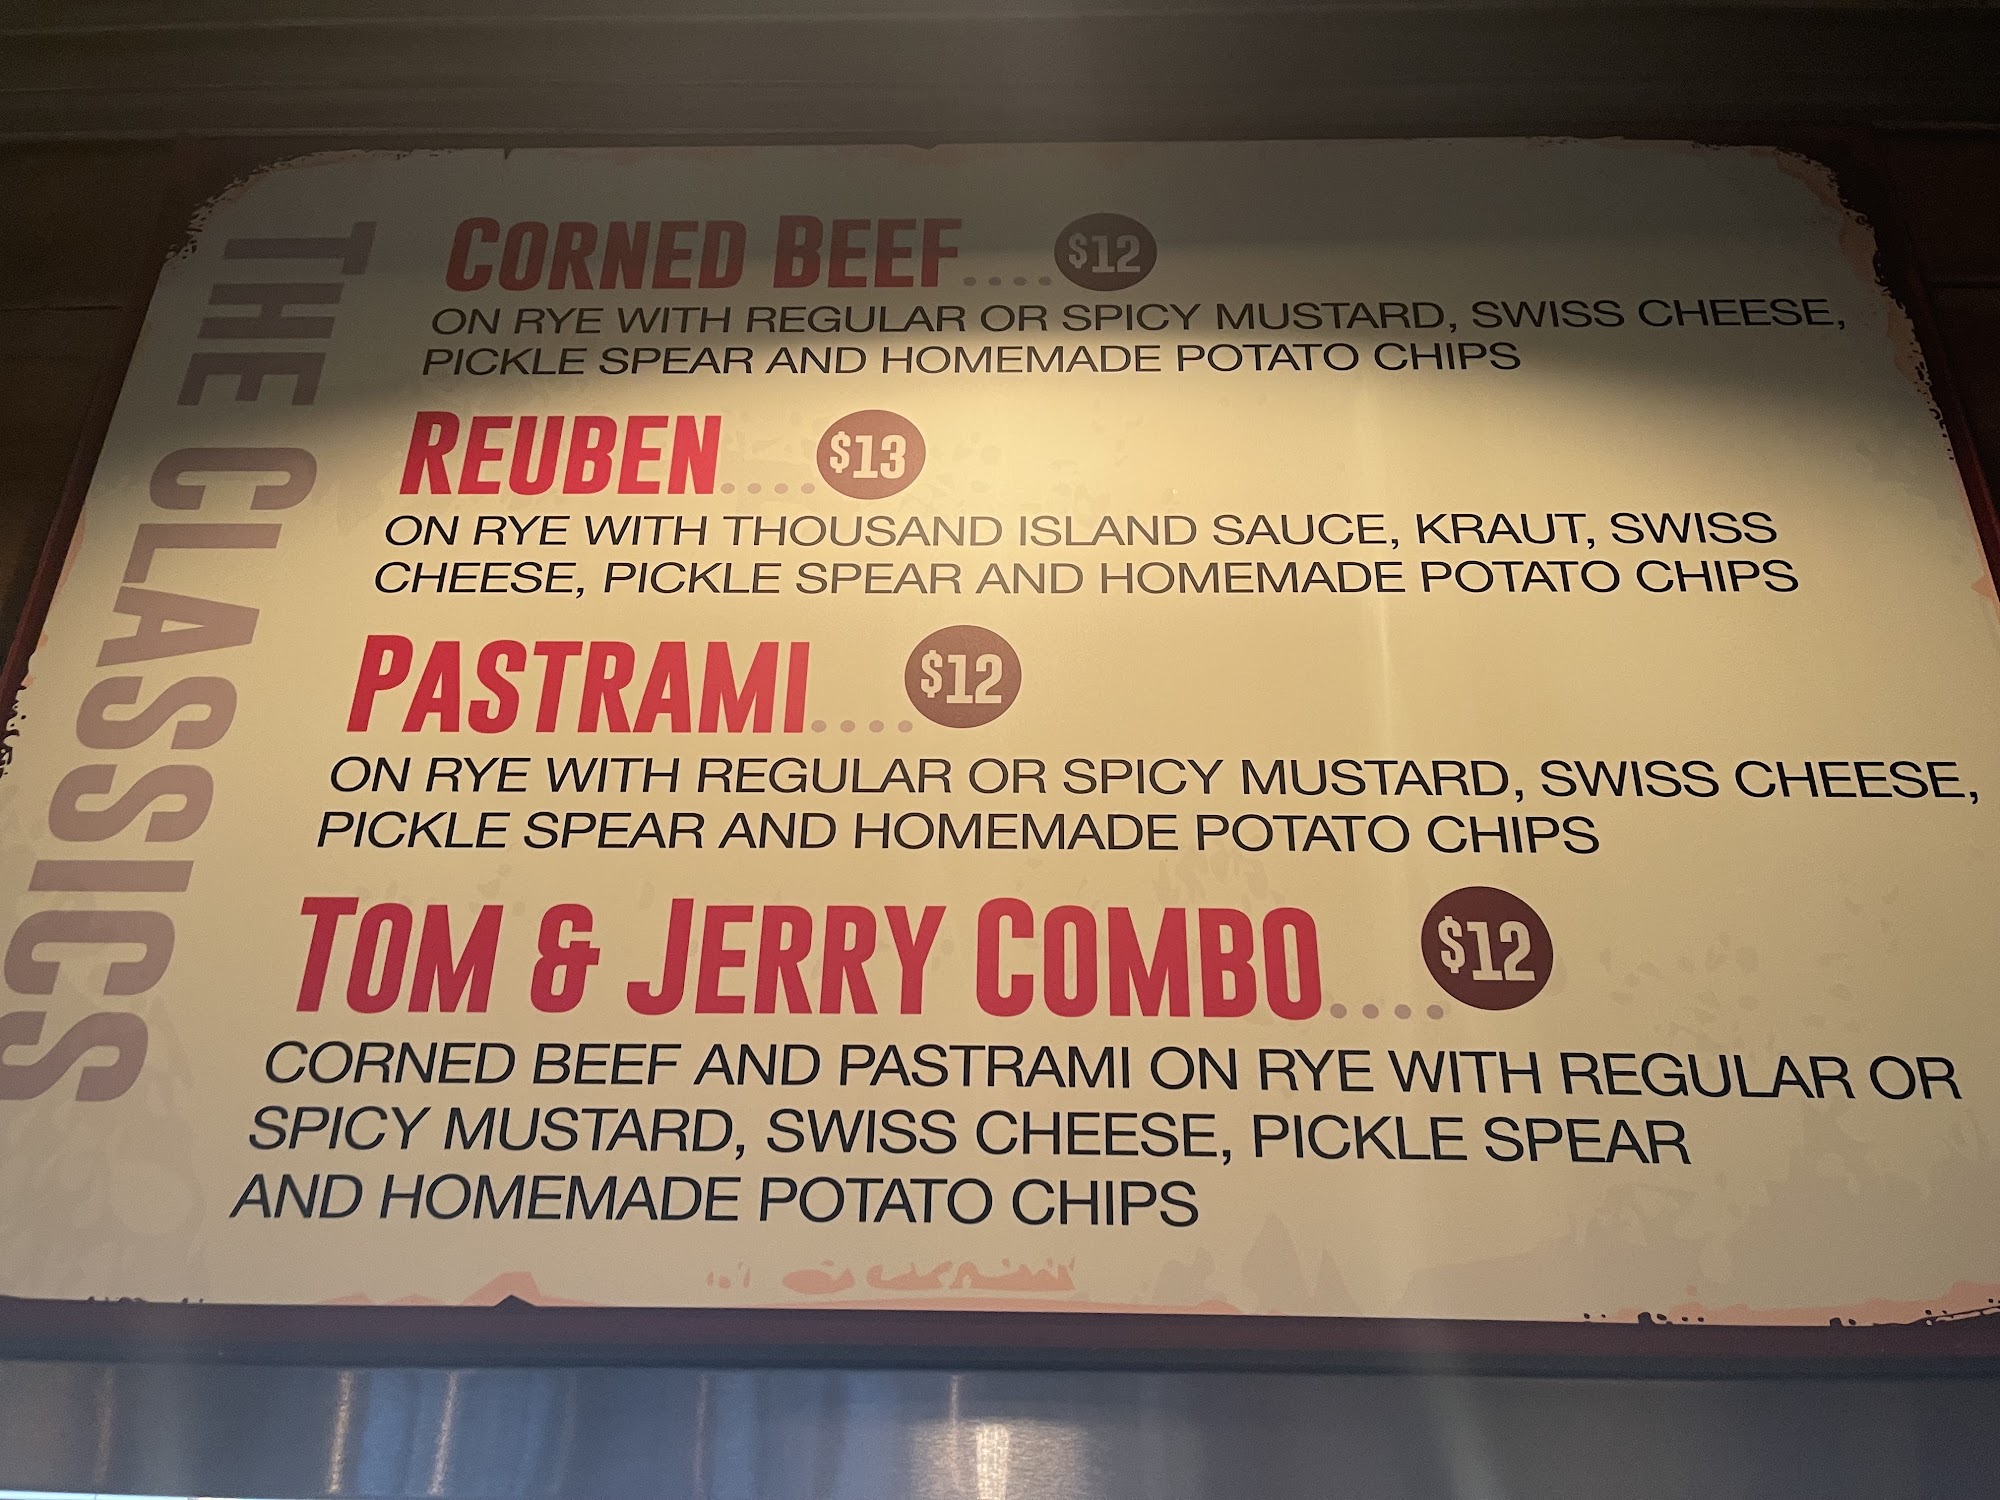 THE CLASSICS
CORNED BEEF....$12
ON RYE WITH REGULAR OR SPICY MUSTARD, SWISS CHEESE,
PICKLE SPEAR AND HOMEMADE POTATO CHIPS
REUBEN....$13
ON RYE WITH THOUSAND ISLAND SAUCE, KRAUT, SWISS
CHEESE, PICKLE SPEAR AND HOMEMADE POTATO CHIPS
PASTRAMI....$12
ON RYE WITH REGULAR OR SPICY MUSTARD, SWISS CHEESE,
PICKLE SPEAR AND HOMEMADE POTATO CHIPS
TOM & JERRY COMBO....$12
CORNED BEEF AND PASTRAMI ON RYE WITH REGULAR OR
SPICY MUSTARD, SWISS CHEESE, PICKLE SPEAR
AND HOMEMADE POTATO CHIPS